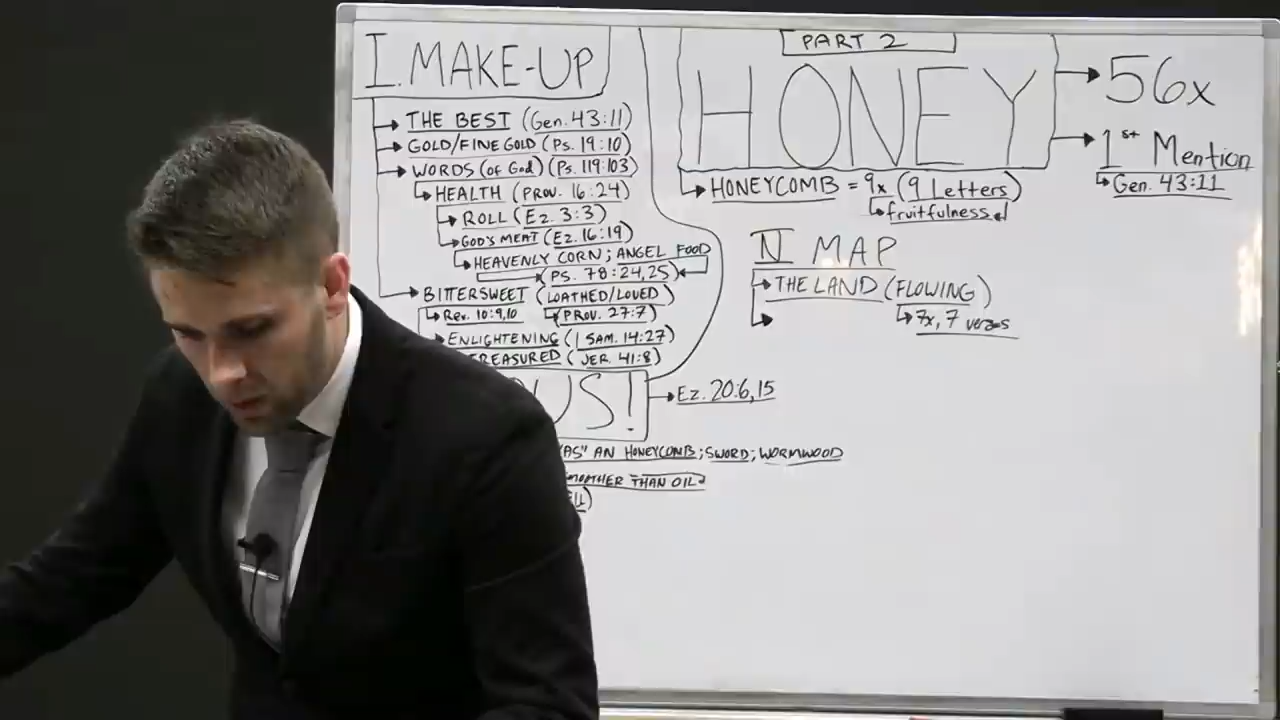 I. MAKE-UP
THE BEST (Gen. 43:11)
GOLD/FINE GOLD (Ps. 19:10)
WORDS (of God) (Ps. 119:103)
HEALTH (PROV. 16:24)
ROLL (Ez. 3:3)
GOD'S MEAT (Ez. 16:19)
HEAVENLY CORN; ANGEL FOOD
(PS. 78:24,25)
BITTERSWEET (LOATHED/LOVED)
Rev. 10:9,10 PROV. 27:7
ENLIGHTENING (I SAM. 14:27)
TREASURED (JER. 41:8)
US!
Ez. 20:6,15
"AS" AN HONEYCOMB; SWORD; WORMWOOD
SMOOTHER THAN OIL
PART 2
HONEY
56x
1st Mention
Gen. 43:11
HONEYCOMB = 9x (9 Letters)
fruitfulness
II MAP
THE LAND (FLOWING)
7x, 7 verses